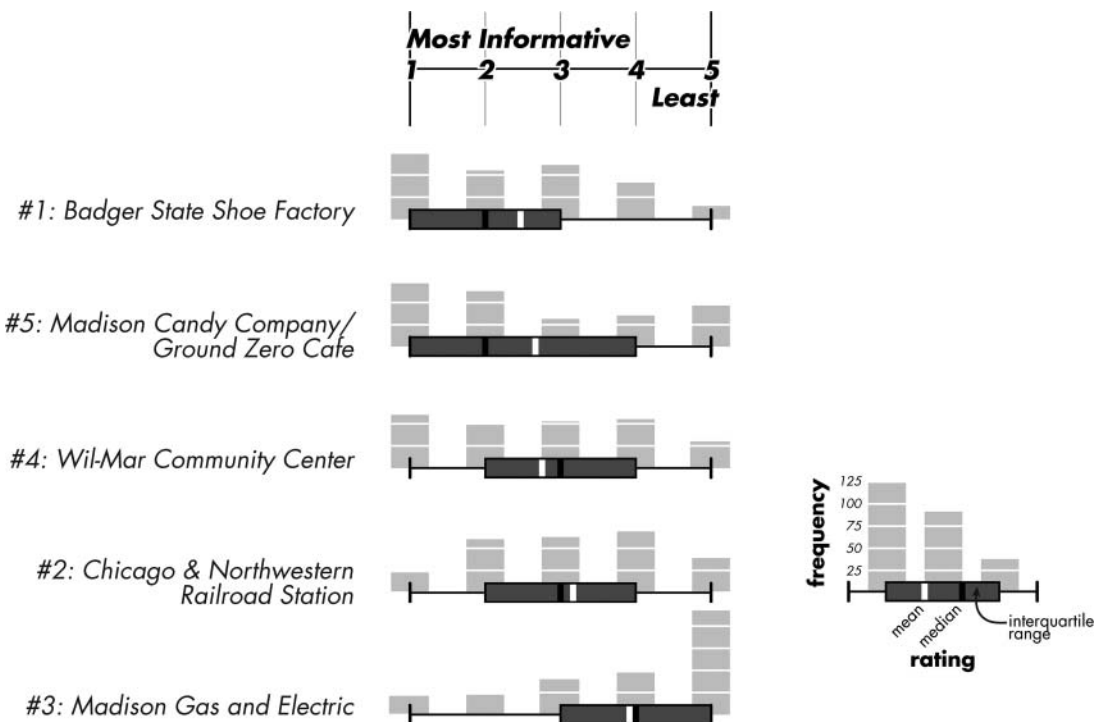 Most Informative
1 2 3 4 5
Least
#1: Badger State Shoe Factory
#5: Madison Candy Company/
Ground Zero Cafe
#4: Wil-Mar Community Center
#2: Chicago & Northwestern
Railroad Station
#3: Madison Gas and Electric
frequency
125
100
75
50
25
mean
median
interquartile
range
rating